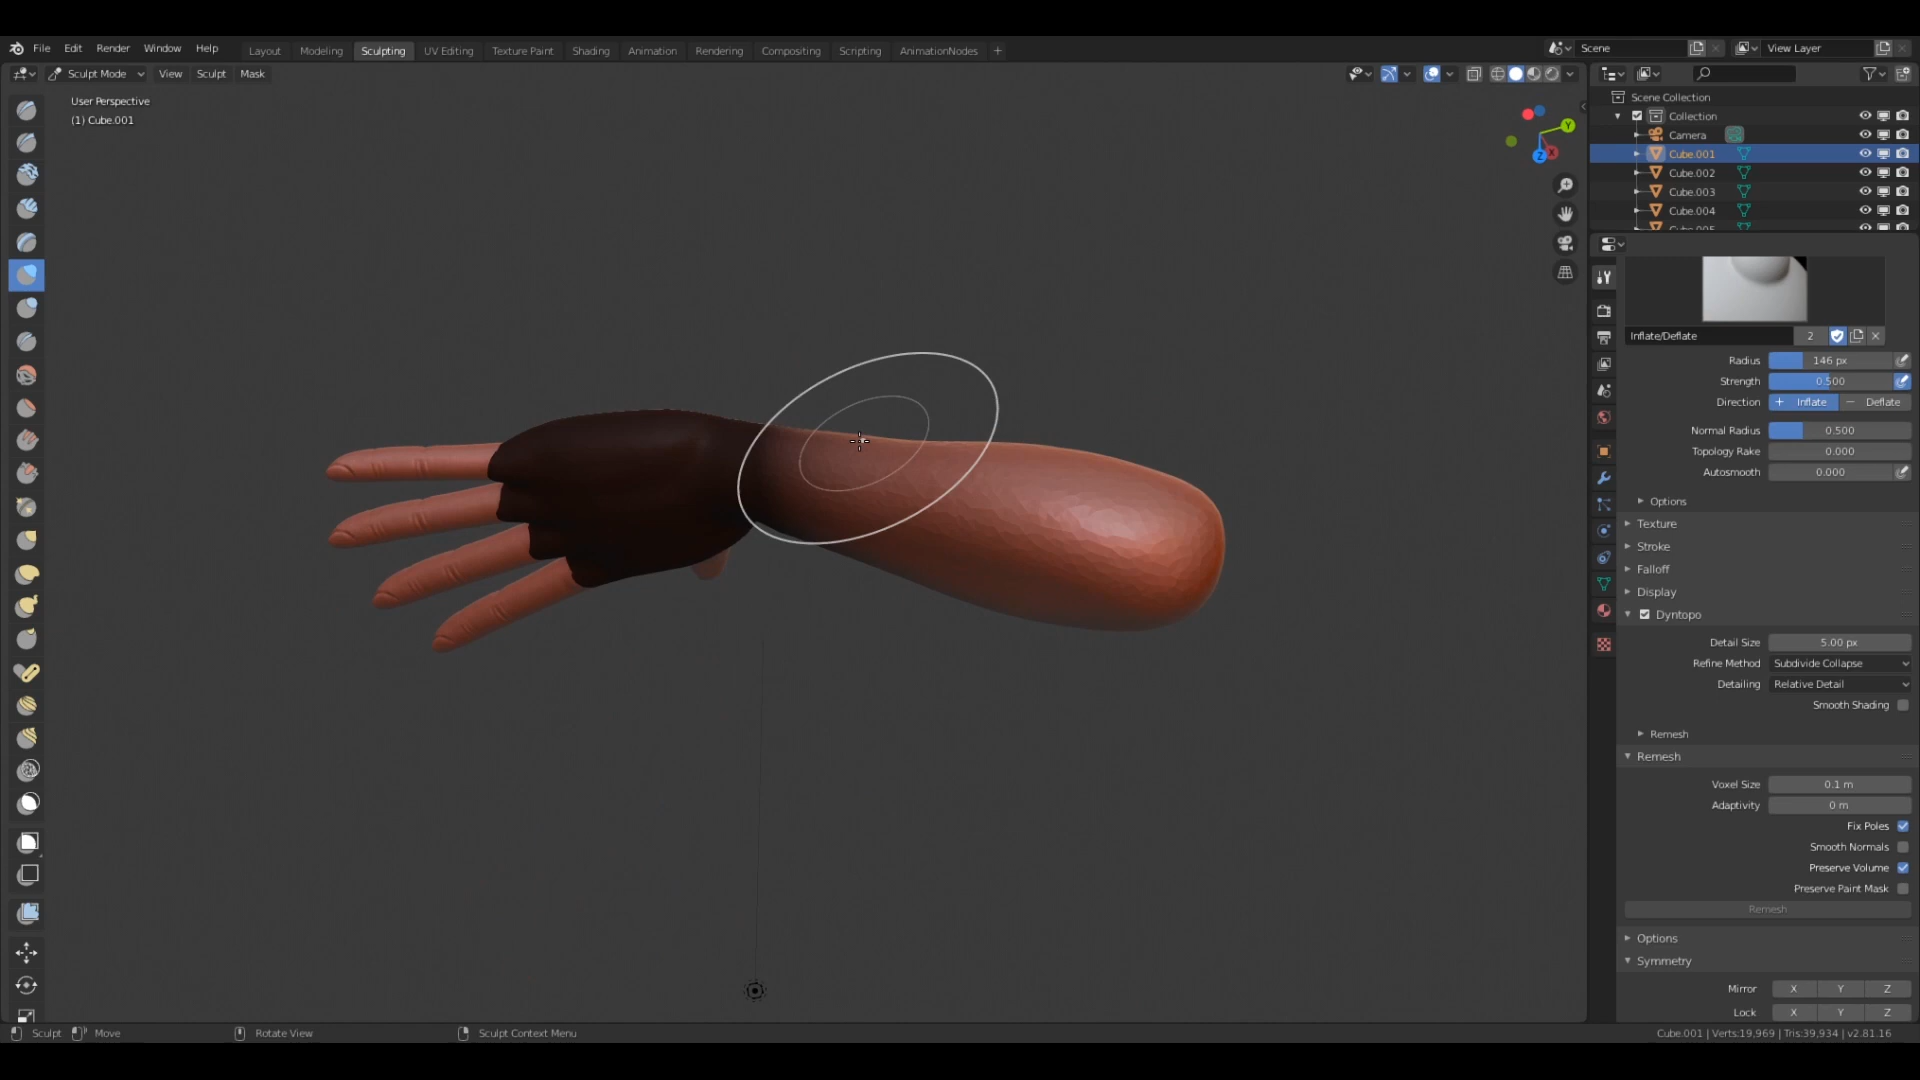 File Edit Render Window Help Layout Modeling Sculpting UV Editing Texture Paint Shading Animation Rendering Compositing Scripting AnimationNodes + Scene View Layer
Sculpt Mode View Sculpt Mask
User Perspective
(1) Cube.001
Y
X
Z
Scene Collection
Collection
Camera
Cube.001
Cube.002
Cube.003
Cube.004
Cube.005
Inflate/Deflate 2
Radius 146 px
Strength 0.500
Direction + Inflate − Deflate
Normal Radius 0.500
Topology Rake 0.000
Autosmooth 0.000
Options
Texture
Stroke
Falloff
Display
Dyntopo
Detail Size 5.00 px
Refine Method Subdivide Collapse
Detailing Relative Detail
Smooth Shading
Remesh
Remesh
Voxel Size 0.1 m
Adaptivity 0 m
Fix Poles
Smooth Normals
Preserve Volume
Preserve Paint Mask
Remesh
Options
Symmetry
Mirror X Y Z
Lock X Y Z
Sculpt Move Rotate View Sculpt Context Menu Cube.001 | Verts:19,969 | Tris:39,934 | v2.81.16